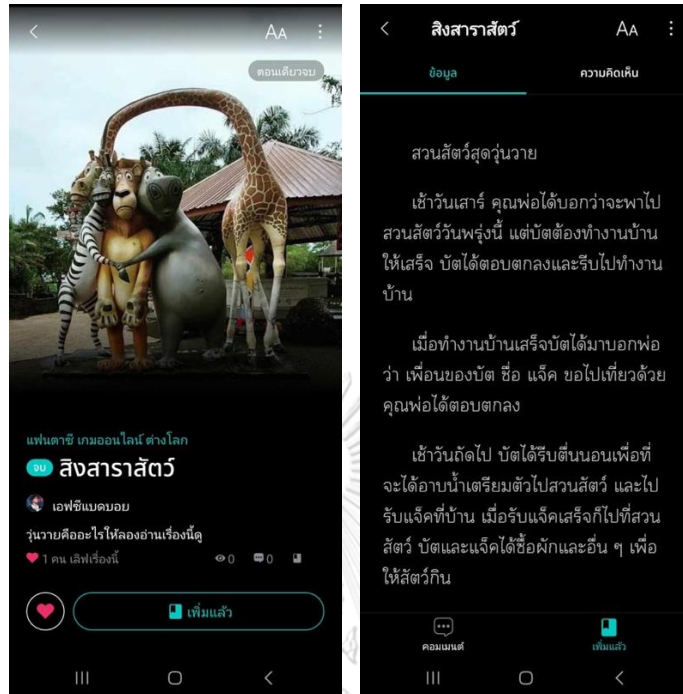 AA
ตอนเดียวจบ
แฟนตาซี เกมออนไลน์ ต่างโลก
จบ สิงสาราสัตว์
เอฟซีแบดบอย
วุ่นวายคืออะไรให้ลองอ่านเรื่องนี้ดู
1 คน เลิฟเรื่องนี้ 0 0
เพิ่มแล้ว
สิงสาราสัตว์ AA
ข้อมูล ความคิดเห็น
สวนสัตว์สุดวุ่นวาย
เช้าวันเสาร์ คุณพ่อได้บอกว่าจะพาไป
สวนสัตว์วันพรุ่งนี้ แต่บัตต้องทำงานบ้าน
ให้เสร็จ บัตได้ตอบตกลงและรีบไปทำงาน
บ้าน
เมื่อทำงานบ้านเสร็จบัตได้มาบอกพ่อ
ว่า เพื่อนของบัต ชื่อ แจ็ค ขอไปเที่ยวด้วย
คุณพ่อได้ตอบตกลง
เช้าวันถัดไป บัตได้รีบตื่นนอนเพื่อที่
จะได้อาบน้ำเตรียมตัวไปสวนสัตว์ และไป
รับแจ็คที่บ้าน เมื่อรับแจ็คเสร็จก็ไปที่สวน
สัตว์ บัตและแจ็คได้ซื้อผักและอื่น ๆ เพื่อ
ให้สัตว์กิน
คอมเมนต์ เพิ่มแล้ว